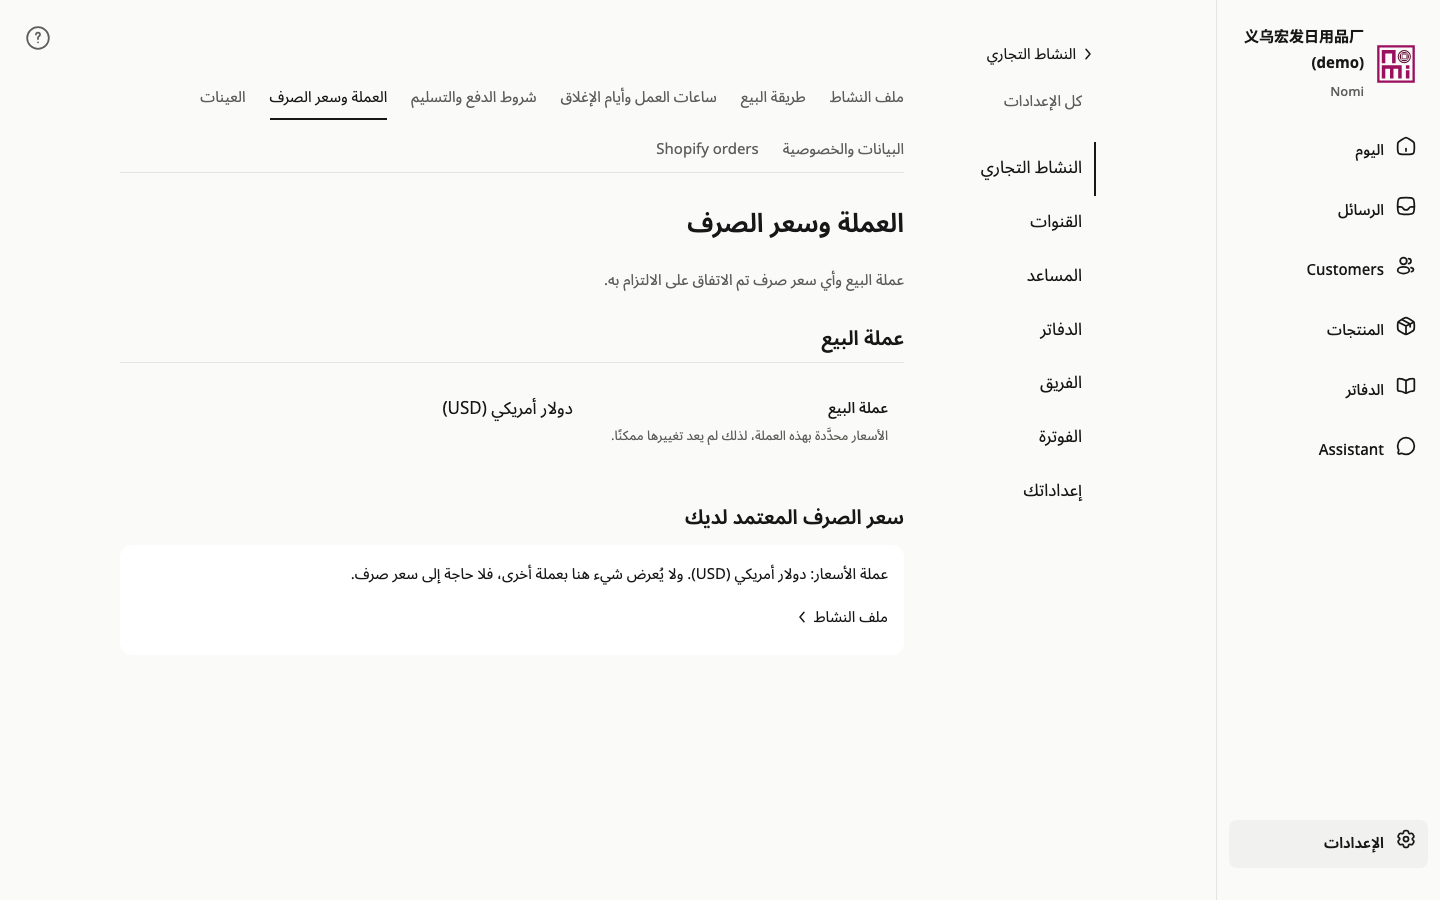 义乌宏发日用品厂
(demo)
Nomi
اليوم
الرسائل
Customers
المنتجات
الدفاتر
Assistant
الإعدادات
النشاط التجاري
كل الإعدادات
النشاط التجاري
القنوات
المساعد
الدفاتر
الفريق
الفوترة
إعداداتك
ملف النشاط
طريقة البيع
ساعات العمل وأيام الإغلاق
شروط الدفع والتسليم
العملة وسعر الصرف
العينات
البيانات والخصوصية
Shopify orders
العملة وسعر الصرف
عملة البيع وأي سعر صرف تم الاتفاق على الالتزام به.
عملة البيع
عملة البيع
دولار أمريكي (USD)
الأسعار محدَّدة بهذه العملة، لذلك لم يعد تغييرها ممكنًا.
سعر الصرف المعتمد لديك
عملة الأسعار: دولار أمريكي (USD). ولا يُعرض شيء هنا بعملة أخرى، فلا حاجة إلى سعر صرف.
ملف النشاط